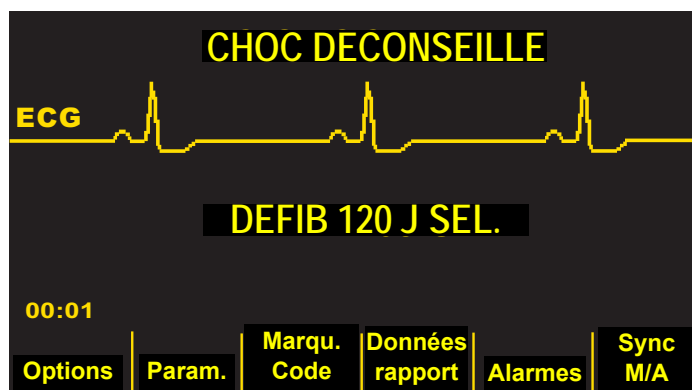 CHOC DECONSEILLE
ECG
DEFIB 120 J SEL.
00:01
Options
Param.
Marqu.
Code
Données
rapport
Alarmes
Sync
M/A